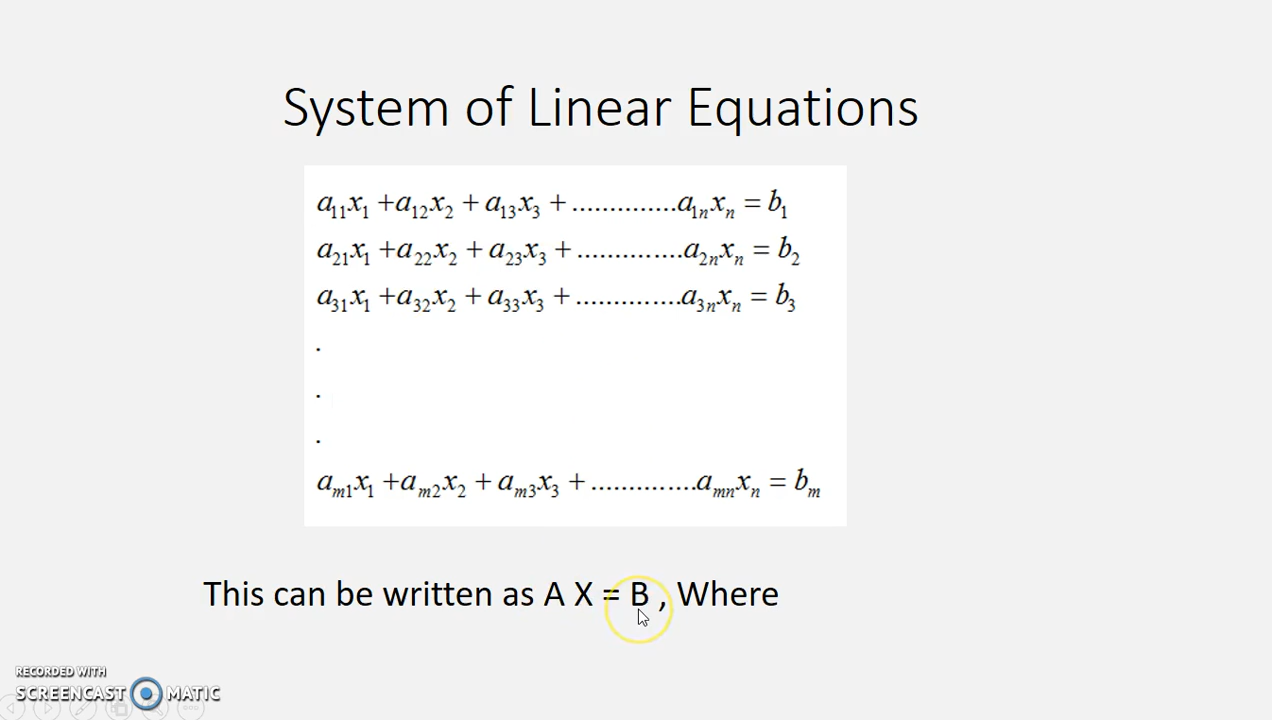 System of Linear Equations
a₁₁x₁ +a₁₂x₂ + a₁₃x₃ + ..............a₁ₙxₙ = b₁
a₂₁x₁ +a₂₂x₂ + a₂₃x₃ + ..............a₂ₙxₙ = b₂
a₃₁x₁ +a₃₂x₂ + a₃₃x₃ + ..............a₃ₙxₙ = b₃
.
.
.
aₘ₁x₁ +aₘ₂x₂ + aₘ₃x₃ + ..............aₘₙxₙ = bₘ
This can be written as A X = B , Where
RECORDED WITH
SCREENCAST MATIC